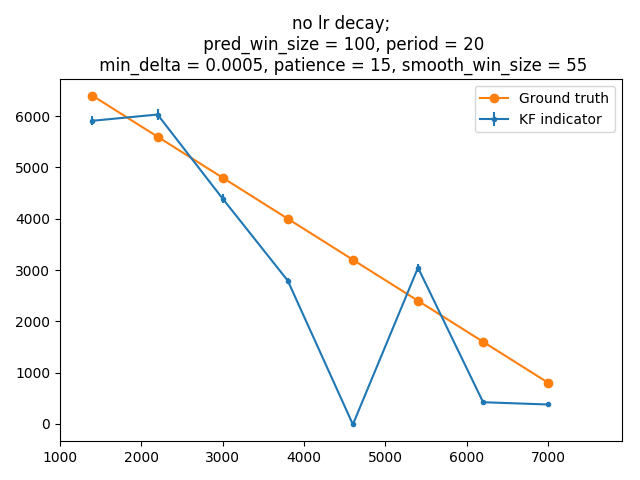 no lr decay;
pred_win_size = 100, period = 20
min_delta = 0.0005, patience = 15, smooth_win_size = 55
Ground truth
KF indicator
6000
5000
4000
3000
2000
1000
0
1000 2000 3000 4000 5000 6000 7000